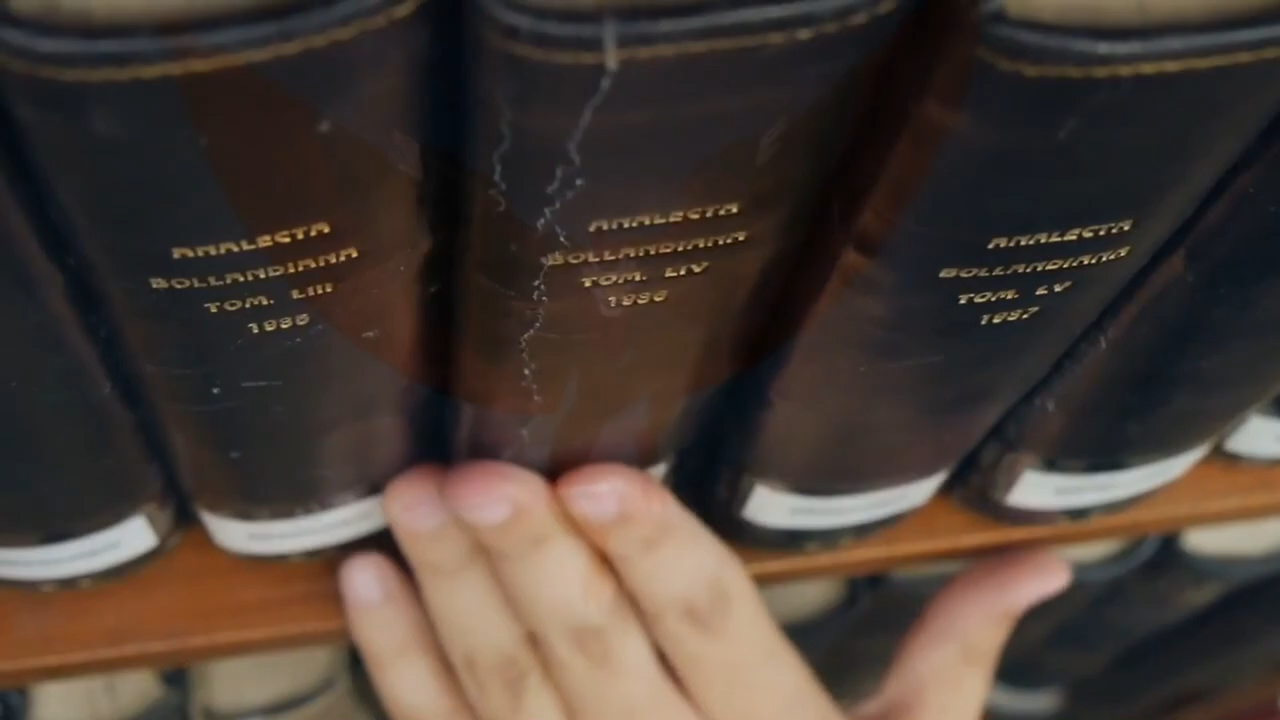 ANALECTA
BOLLANDIANA
TOM. LIII
1935
ANALECTA
BOLLANDIANA
TOM. LIV
1936
ANALECTA
BOLLANDIANA
TOM. LV
1937